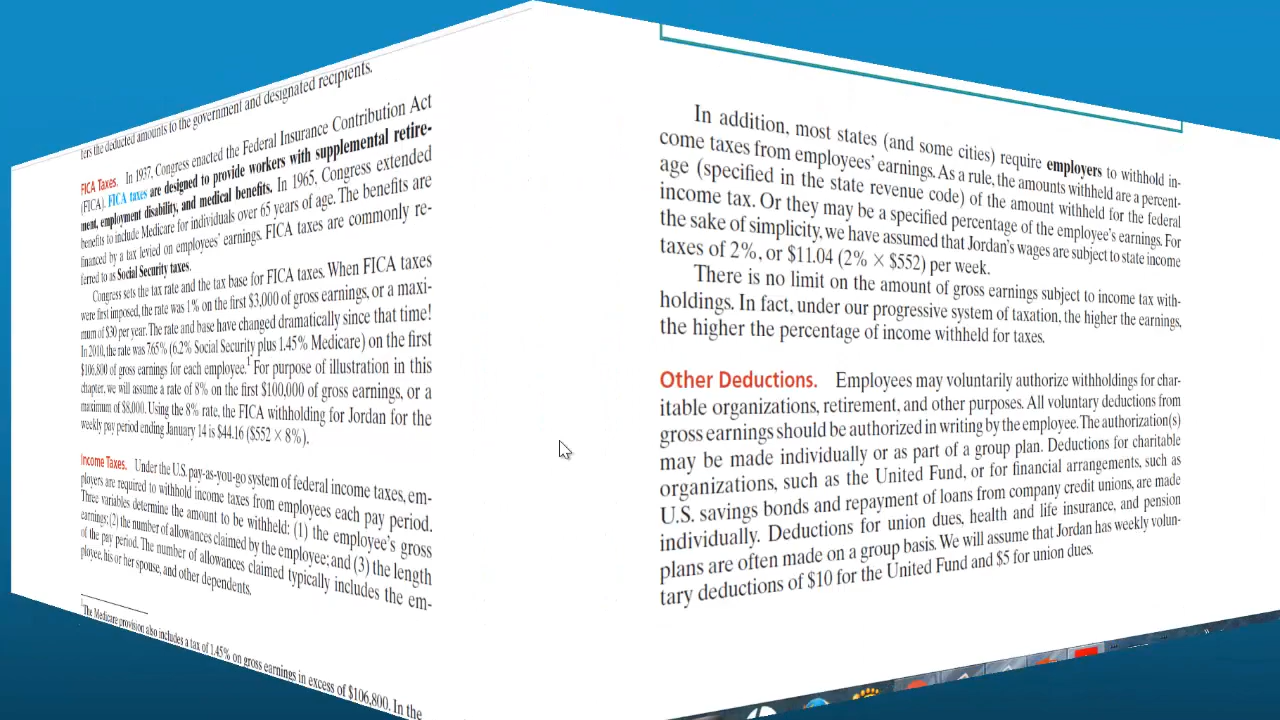 ters the deducted amounts to the government and designated recipients.
FICA Taxes. In 1937, Congress enacted the Federal Insurance Contribution Act
(FICA). FICA taxes are designed to provide workers with supplemental retire-
ment, employment disability, and medical benefits. In 1965, Congress extended
benefits to include Medicare for individuals over 65 years of age. The benefits are
financed by a tax levied on employees' earnings. FICA taxes are commonly re-
ferred to as Social Security taxes.
Congress sets the tax rate and the tax base for FICA taxes. When FICA taxes
were first imposed, the rate was 1% on the first $3,000 of gross earnings, or a maxi-
mum of $30 per year. The rate and base have changed dramatically since that time!
In 2010, the rate was 7.65% (6.2% Social Security plus 1.45% Medicare) on the first
$106,800 of gross earnings for each employee.1 For purpose of illustration in this
chapter, we will assume a rate of 8% on the first $100,000 of gross earnings, or a
maximum of $8,000. Using the 8% rate, the FICA withholding for Jordan for the
weekly pay period ending January 14 is $44.16 ($552 × 8%).
Income Taxes. Under the U.S. pay-as-you-go system of federal income taxes, em-
ployers are required to withhold income taxes from employees each pay period.
Three variables determine the amount to be withheld: (1) the employee's gross
earnings; (2) the number of allowances claimed by the employee; and (3) the length
of the pay period. The number of allowances claimed typically includes the em-
ployee, his or her spouse, and other dependents.
1The Medicare provision also includes a tax of 1.45% on gross earnings in excess of $106,800. In the
In addition, most states (and some cities) require employers to withhold in-
come taxes from employees' earnings. As a rule, the amounts withheld are a percent-
age (specified in the state revenue code) of the amount withheld for the federal
income tax. Or they may be a specified percentage of the employee's earnings. For
the sake of simplicity, we have assumed that Jordan's wages are subject to state income
taxes of 2%, or $11.04 (2% × $552) per week.
There is no limit on the amount of gross earnings subject to income tax with-
holdings. In fact, under our progressive system of taxation, the higher the earnings,
the higher the percentage of income withheld for taxes.
Other Deductions. Employees may voluntarily authorize withholdings for char-
itable organizations, retirement, and other purposes. All voluntary deductions from
gross earnings should be authorized in writing by the employee. The authorization(s)
may be made individually or as part of a group plan. Deductions for charitable
organizations, such as the United Fund, or for financial arrangements, such as
U.S. savings bonds and repayment of loans from company credit unions, are made
individually. Deductions for union dues, health and life insurance, and pension
plans are often made on a group basis. We will assume that Jordan has weekly volun-
tary deductions of $10 for the United Fund and $5 for union dues.